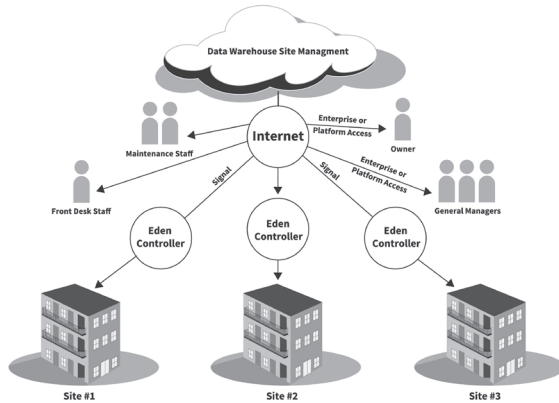 Data Warehouse Site Managment
Internet
Enterprise or
Platform Access
Owner
Maintenance Staff
Enterprise or
Platform Access
Front Desk Staff
General Managers
Signal
Signal
Eden
Controller
Eden
Controller
Eden
Controller
Site #1
Site #2
Site #3